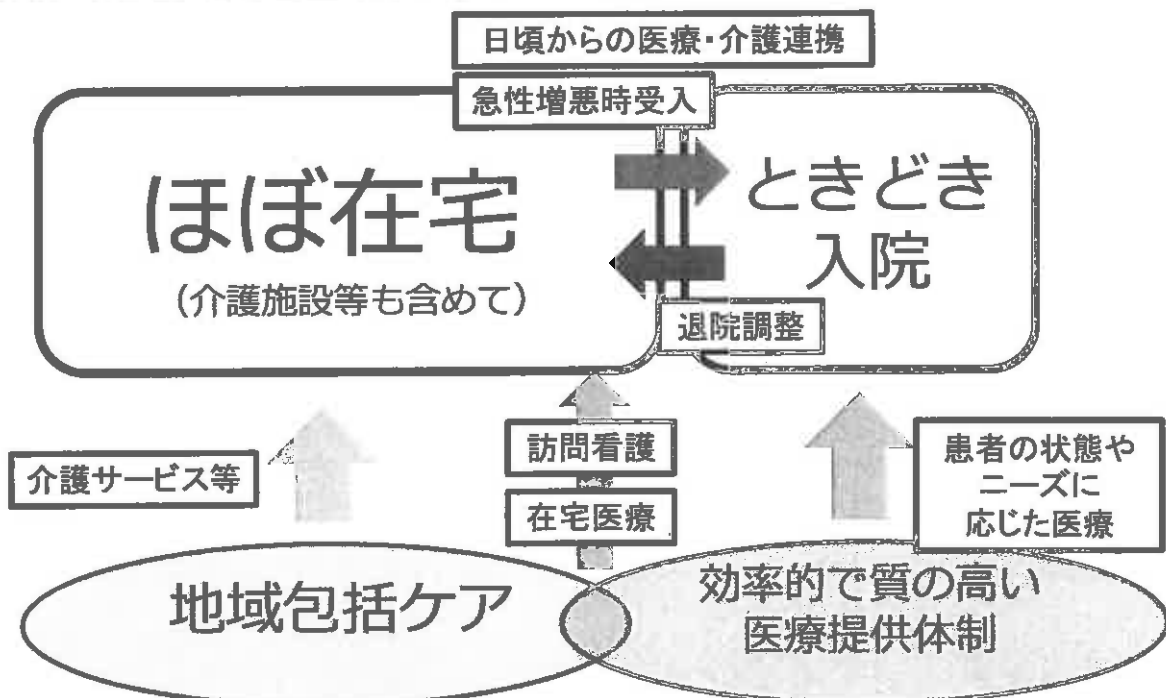 日頃からの医療・介護連携
急性増悪時受入
ほぼ在宅
（介護施設等も含めて）
ときどき
入院
退院調整
介護サービス等
訪問看護
在宅医療
患者の状態や
ニーズに
応じた医療
地域包括ケア
効率的で質の高い
医療提供体制